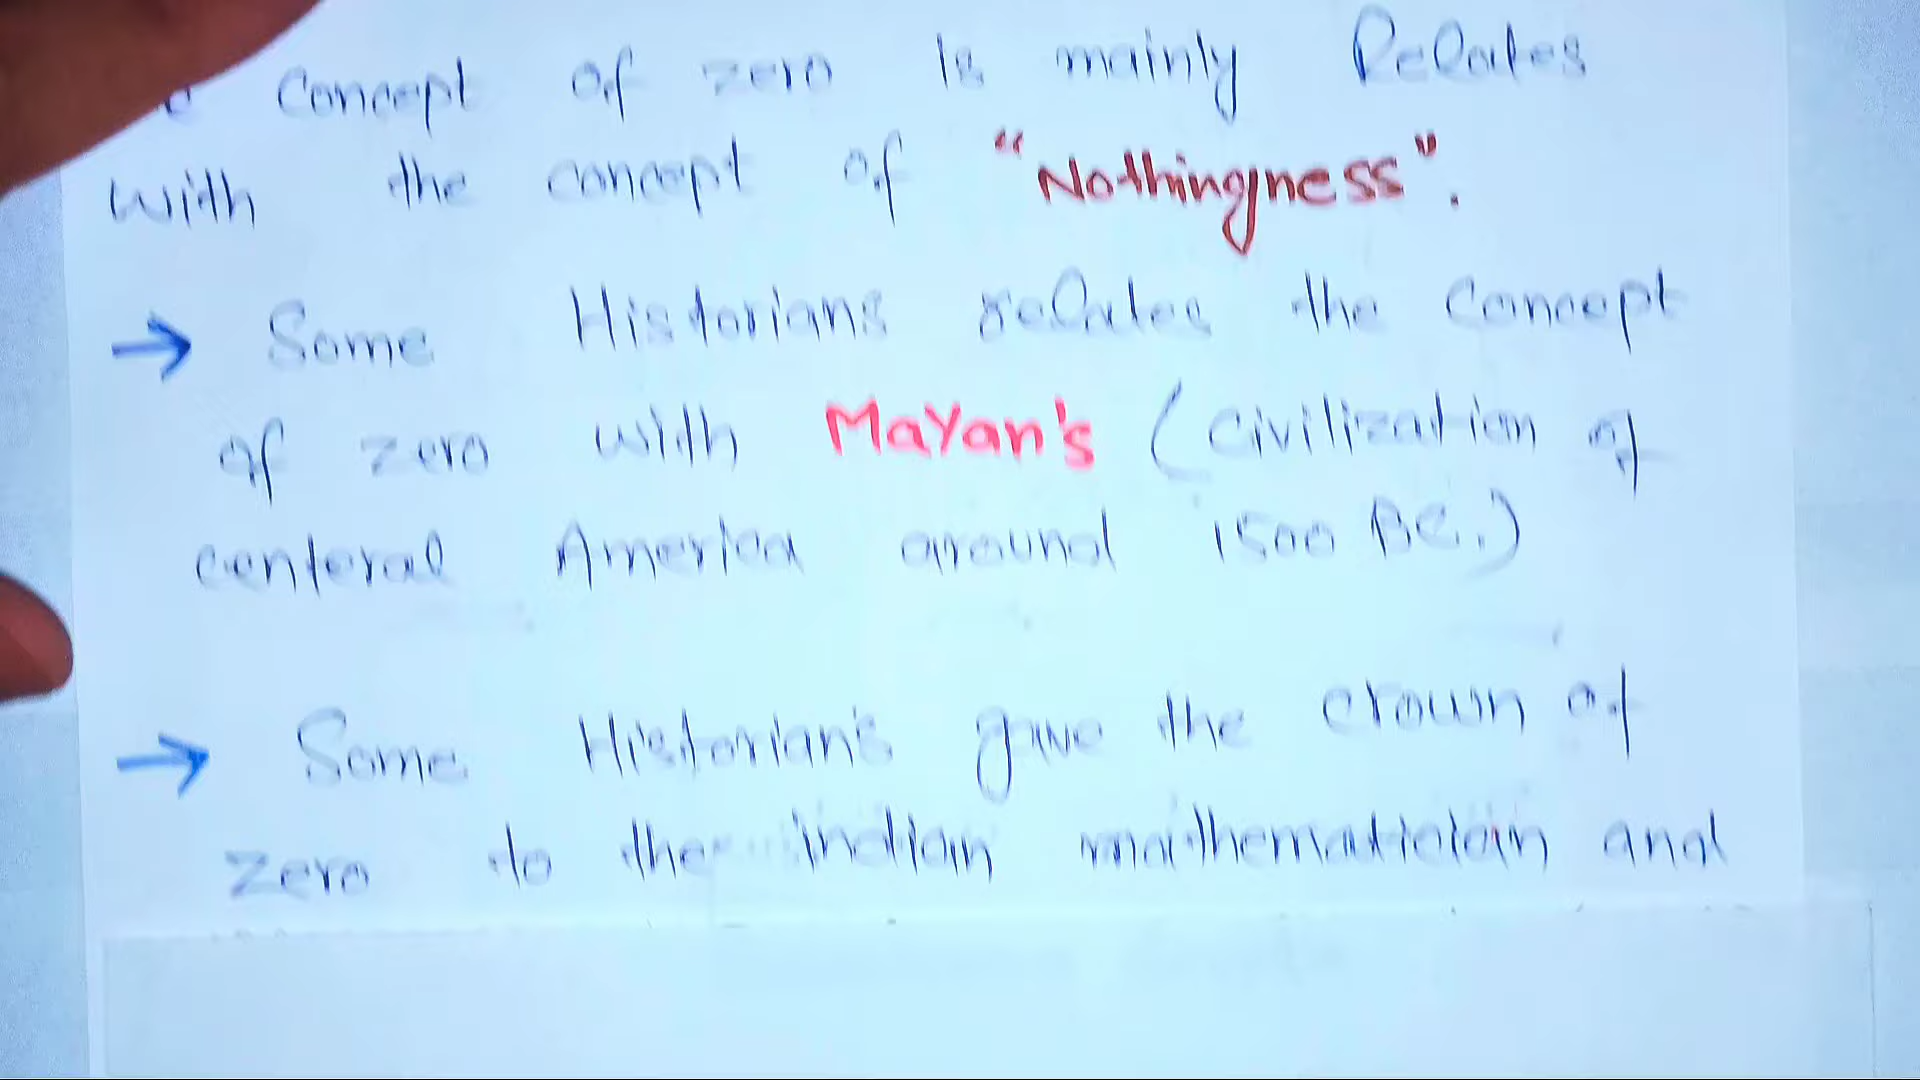 concept of zero is mainly Relates
with the concept of "Nothingness".
→ Some Historians relates the concept
of zero with MaYan's (civilization of
centeral America around 1500 BC.)
→ Some Historian's gave the crown of
zero to the indian mathematician and